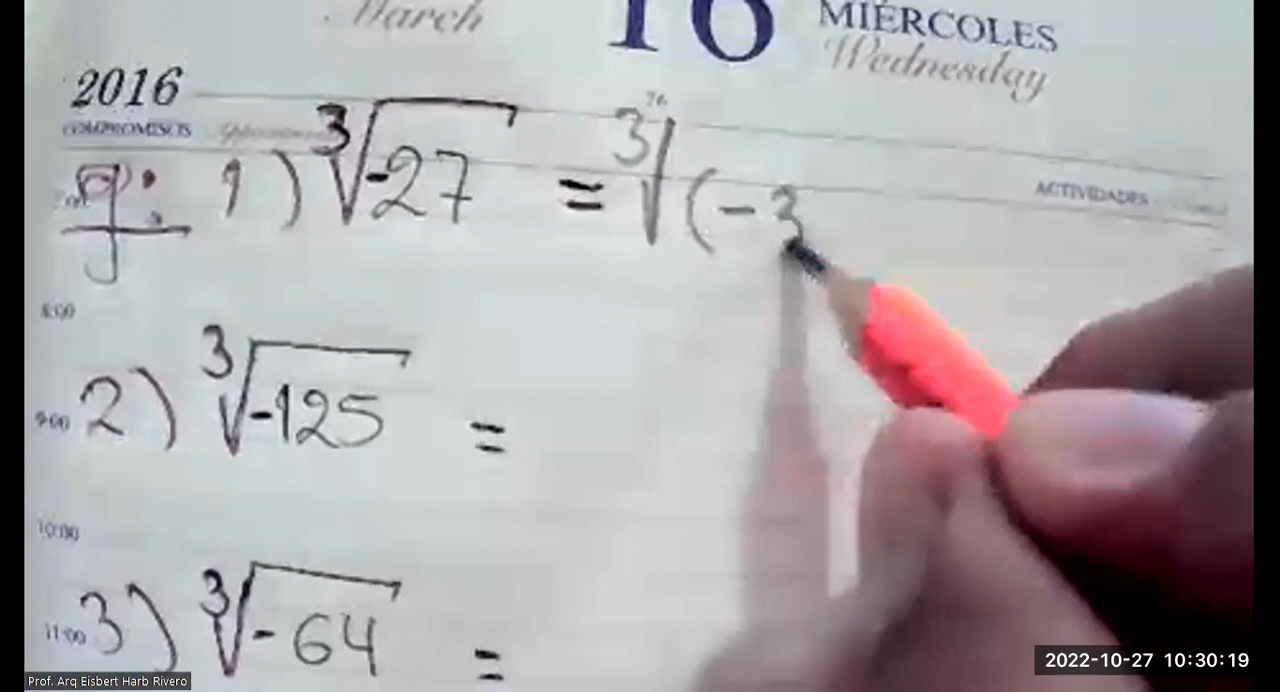 March 16 MIÉRCOLES
Wednesday
2016
COMPROMISOS
ACTIVIDADES
ej: 1) ∛-27 = ∛(-3
8:00
9:00 2) ∛-125 =
10:00
11:00 3) ∛-64 =
2022-10-27 10:30:19
Prof. Arq Eisbert Harb Rivero